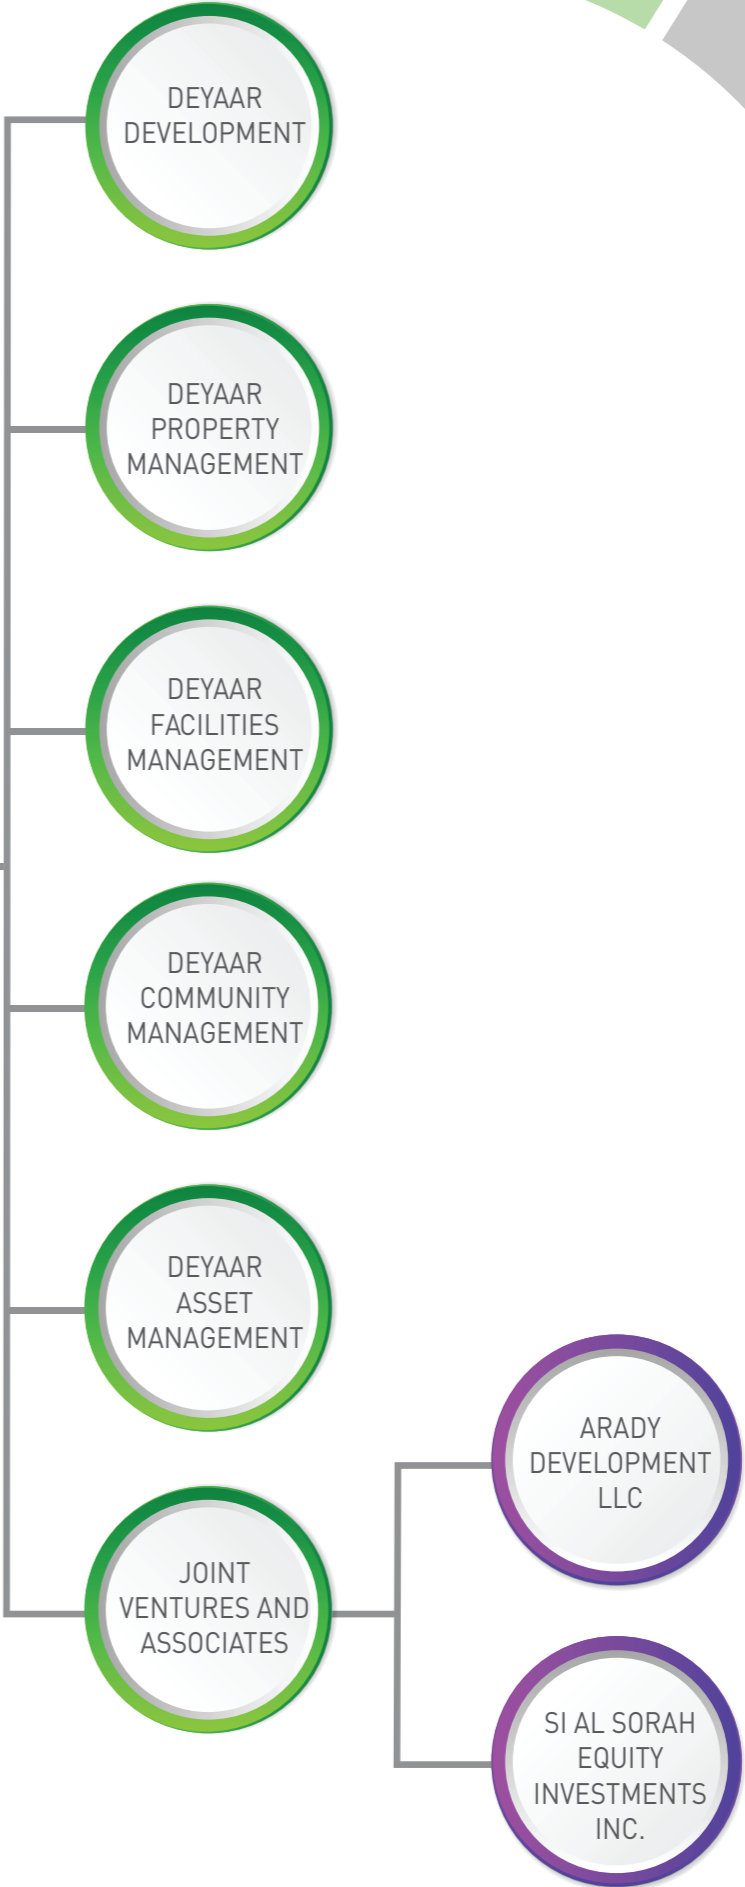 DEYAAR
DEVELOPMENT
DEYAAR
PROPERTY
MANAGEMENT
DEYAAR
FACILITIES
MANAGEMENT
DEYAAR
COMMUNITY
MANAGEMENT
DEYAAR
ASSET
MANAGEMENT
JOINT
VENTURES AND
ASSOCIATES
ARADY
DEVELOPMENT
LLC
SI AL SORAH
EQUITY
INVESTMENTS
INC.